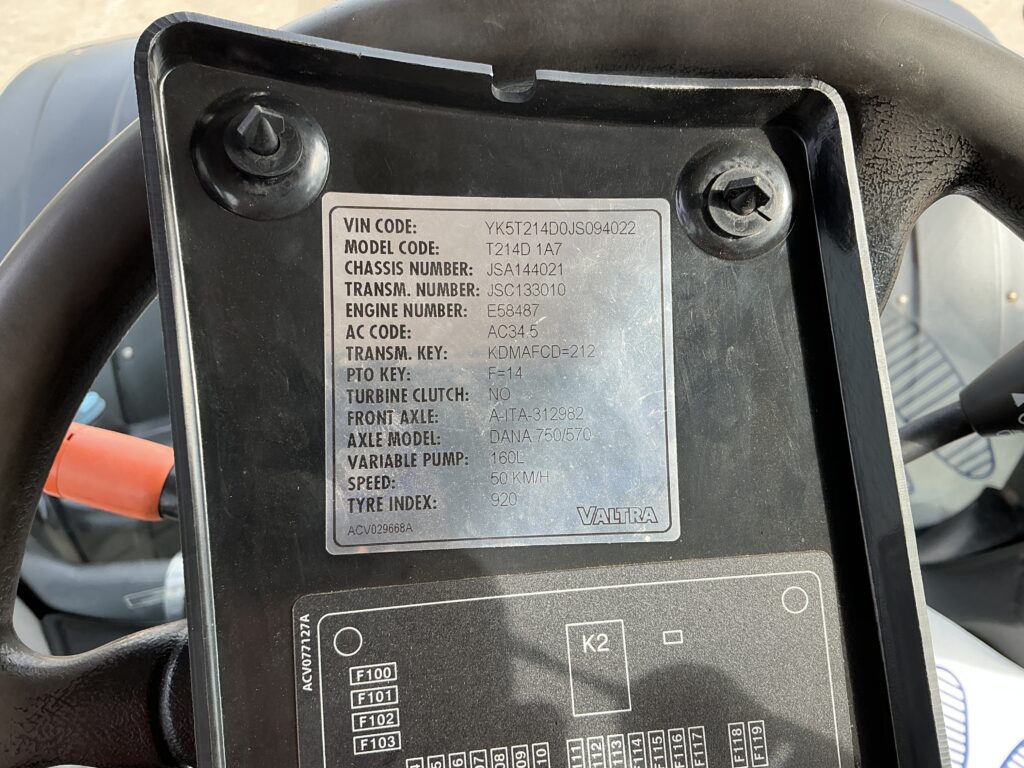 VIN CODE: YK5T214D0JS094022
MODEL CODE: T214D 1A7
CHASSIS NUMBER: JSA144021
TRANSM. NUMBER: JSC133010
ENGINE NUMBER: E58487
AC CODE: AC34.5
TRANSM. KEY: KDMAFCD=212
PTO KEY: F=14
TURBINE CLUTCH: NO
FRONT AXLE: A-ITA-312982
AXLE MODEL: DANA 750/570
VARIABLE PUMP: 160L
SPEED: 50 KM/H
TYRE INDEX: 920
ACV029668A VALTRA
ACV077127A
K2
F100
F101
F102
F103
F114
F115
F116
F117
F118
F119